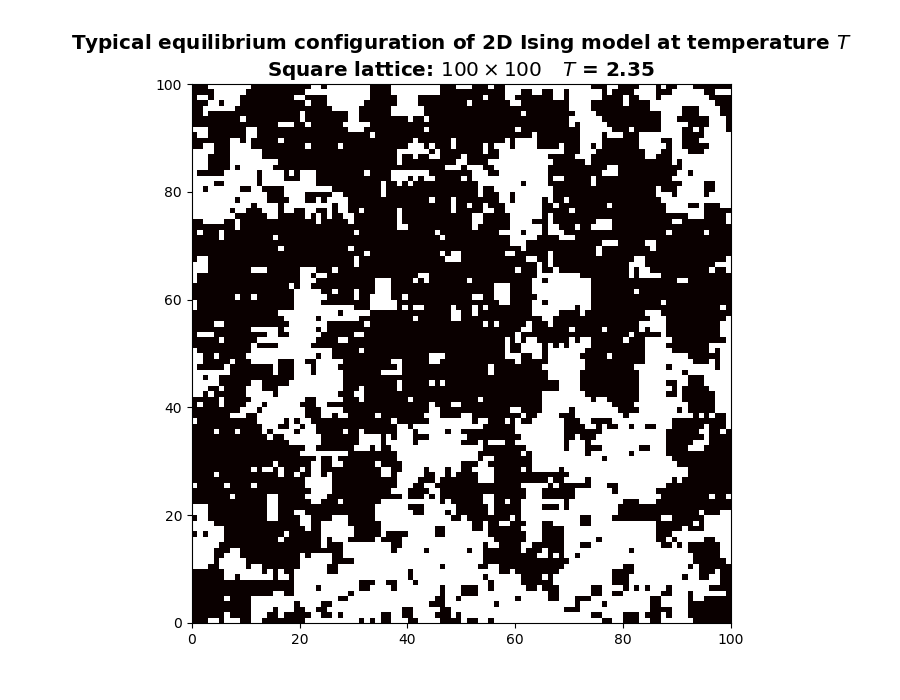 Typical equilibrium configuration of 2D Ising model at temperature T
Square lattice: 100 × 100 T = 2.35
100
80
60
40
20
0
0 20 40 60 80 100